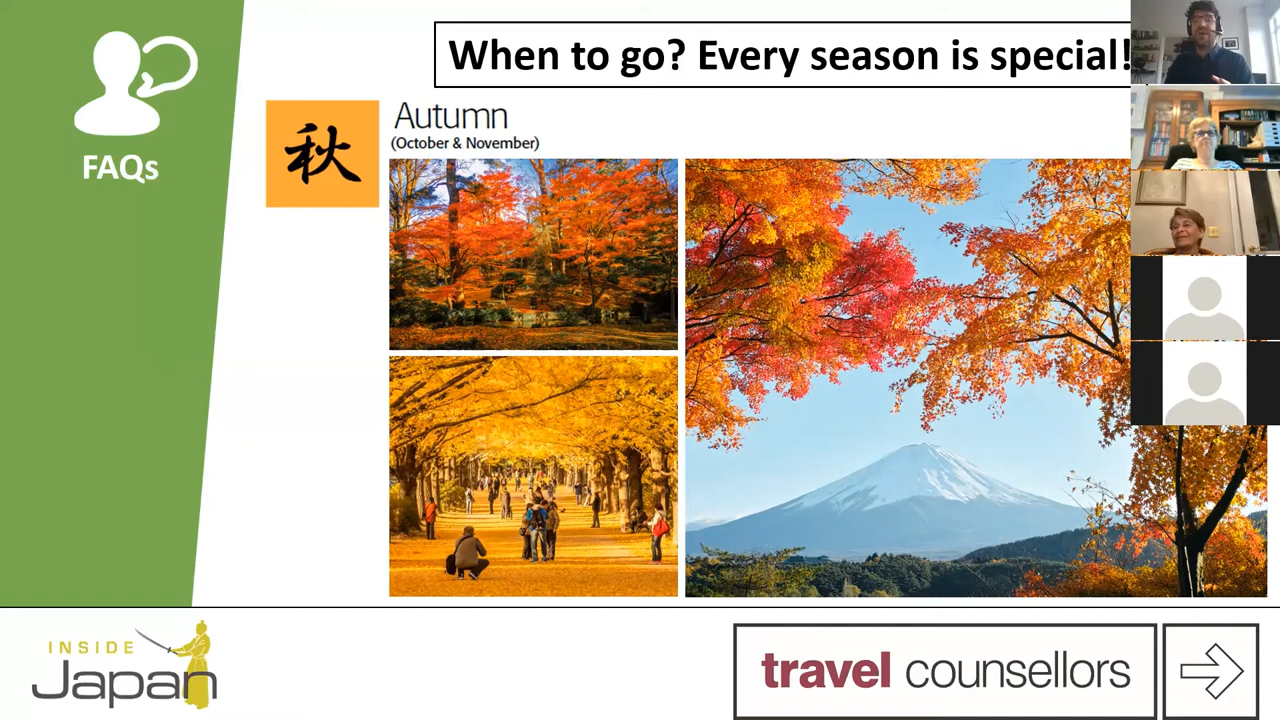 When to go? Every season is special!
FAQs
秋
Autumn
(October & November)
INSIDE
Japan
travel counsellors